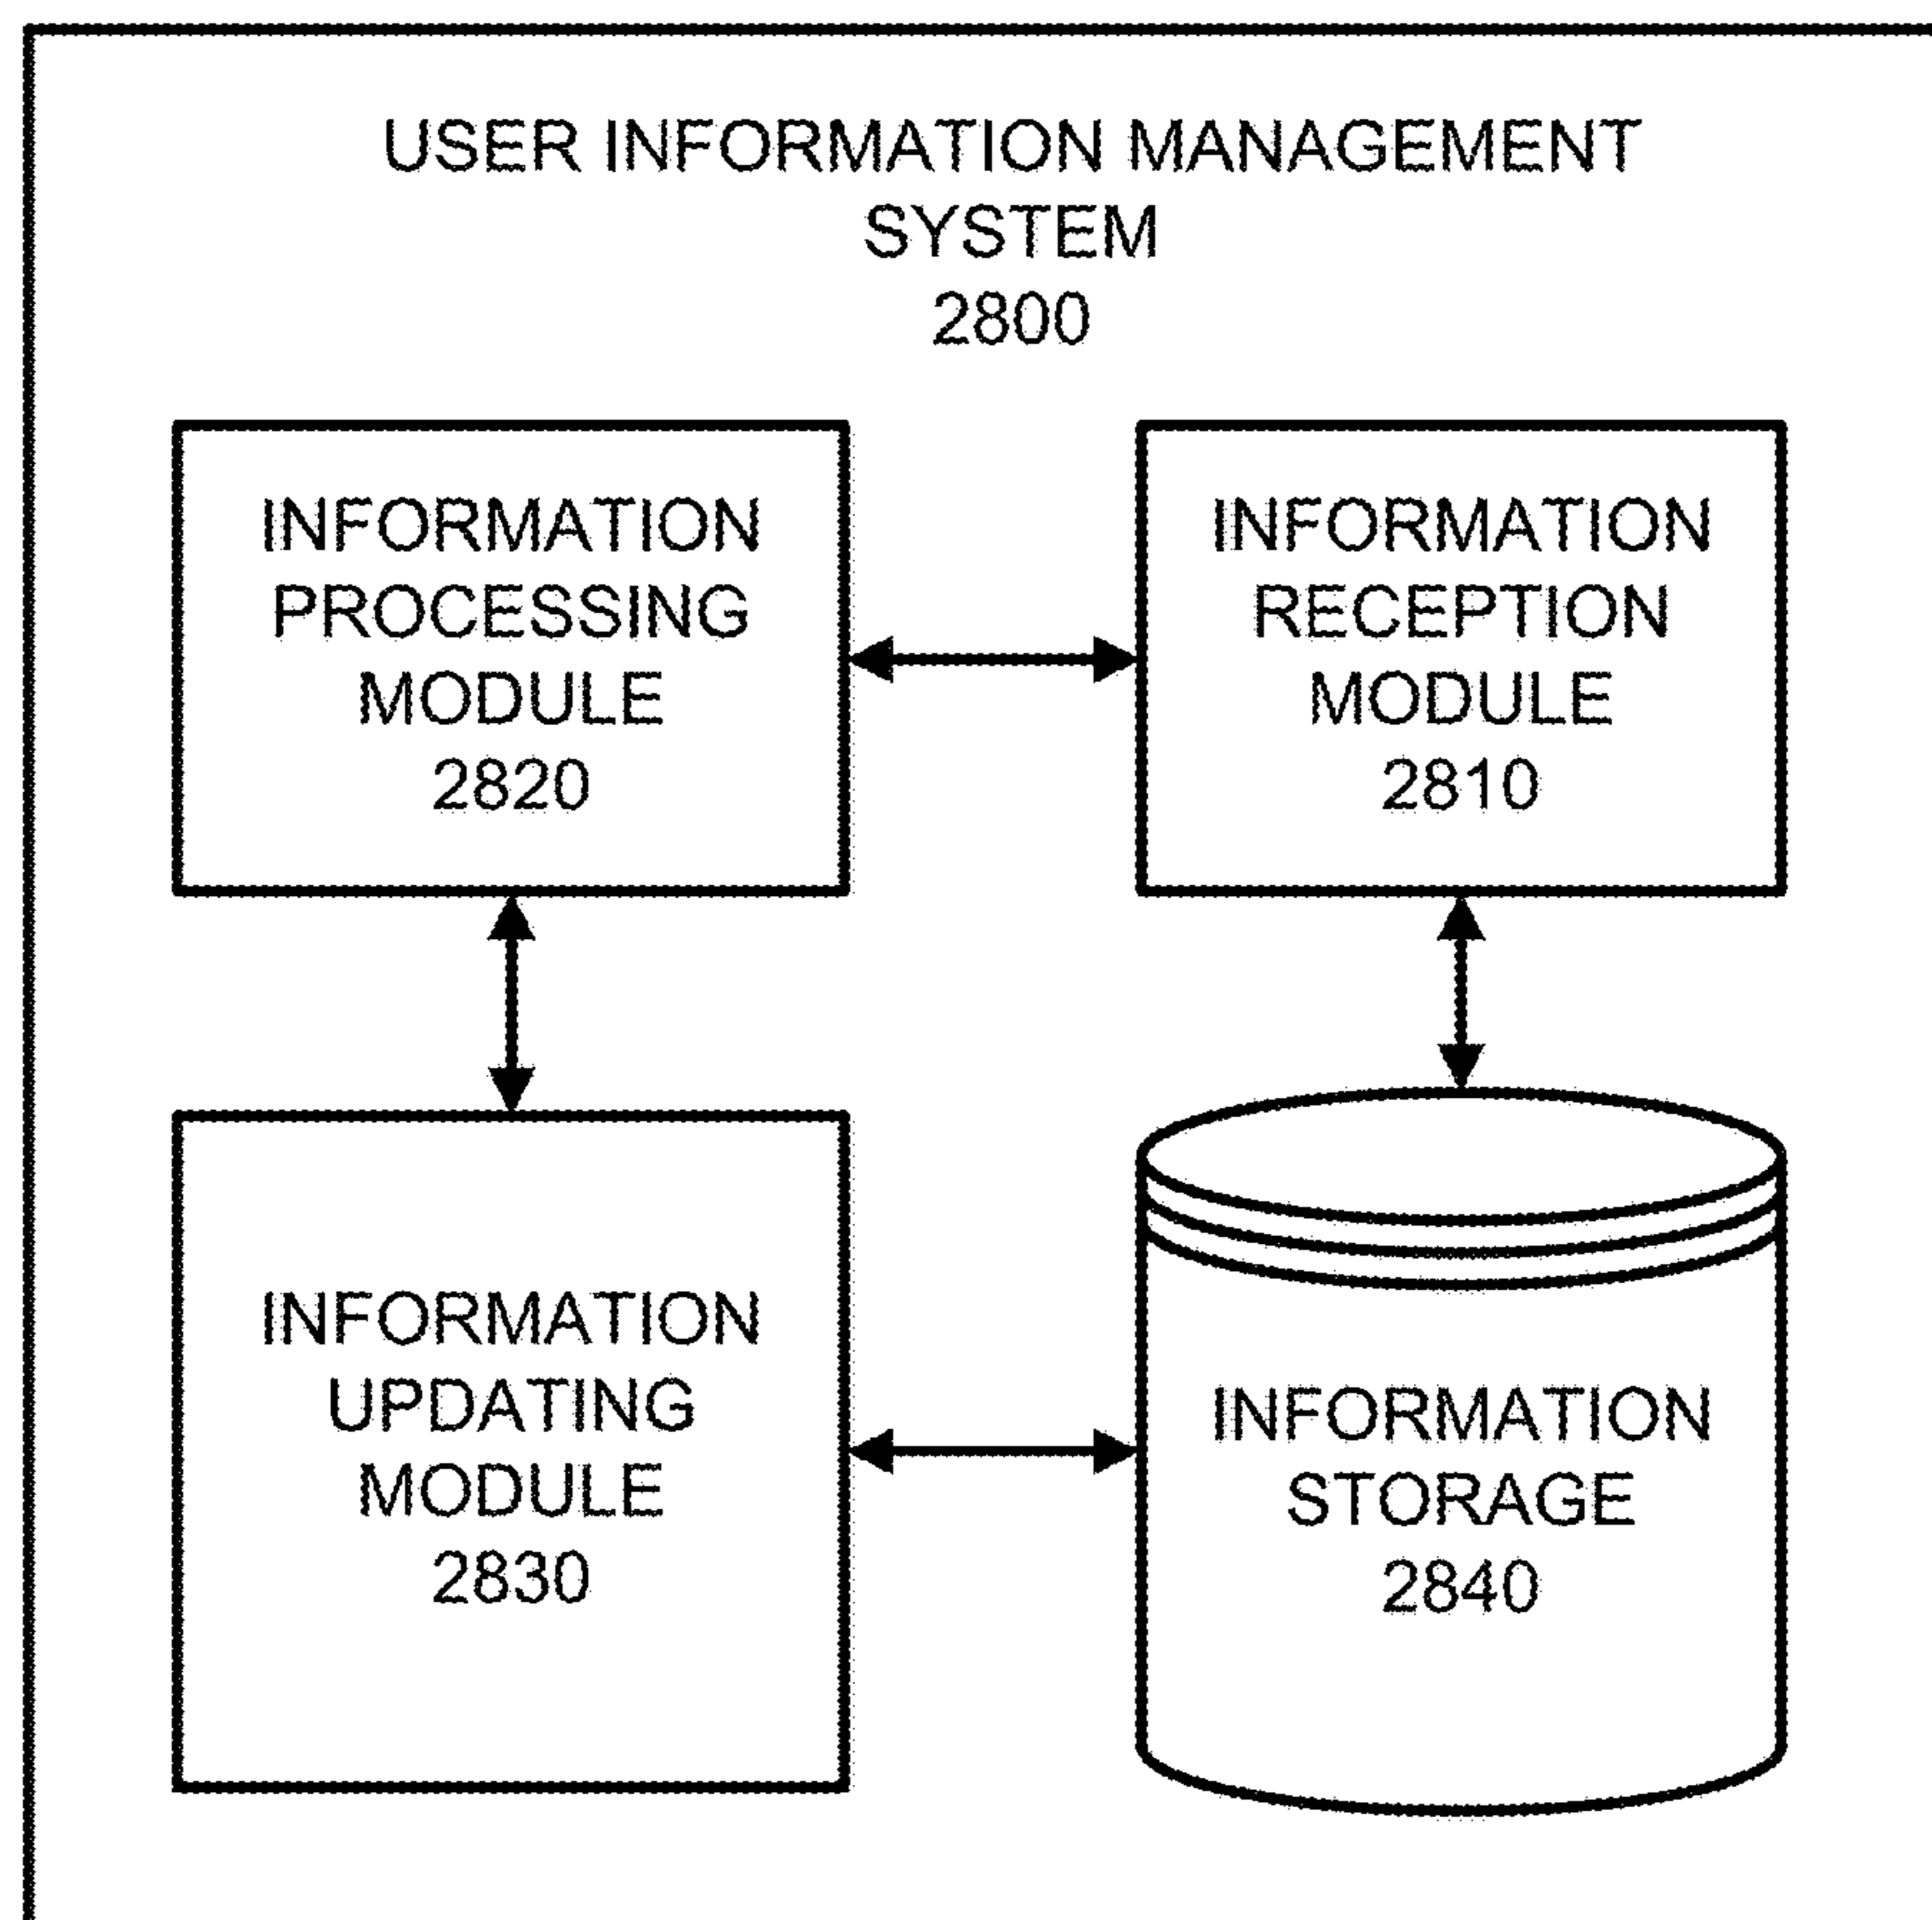 USER INFORMATION MANAGEMENT
SYSTEM
2800
INFORMATION
PROCESSING
MODULE
2820
INFORMATION
RECEPTION
MODULE
2810
INFORMATION
UPDATING
MODULE
2830
INFORMATION
STORAGE
2840